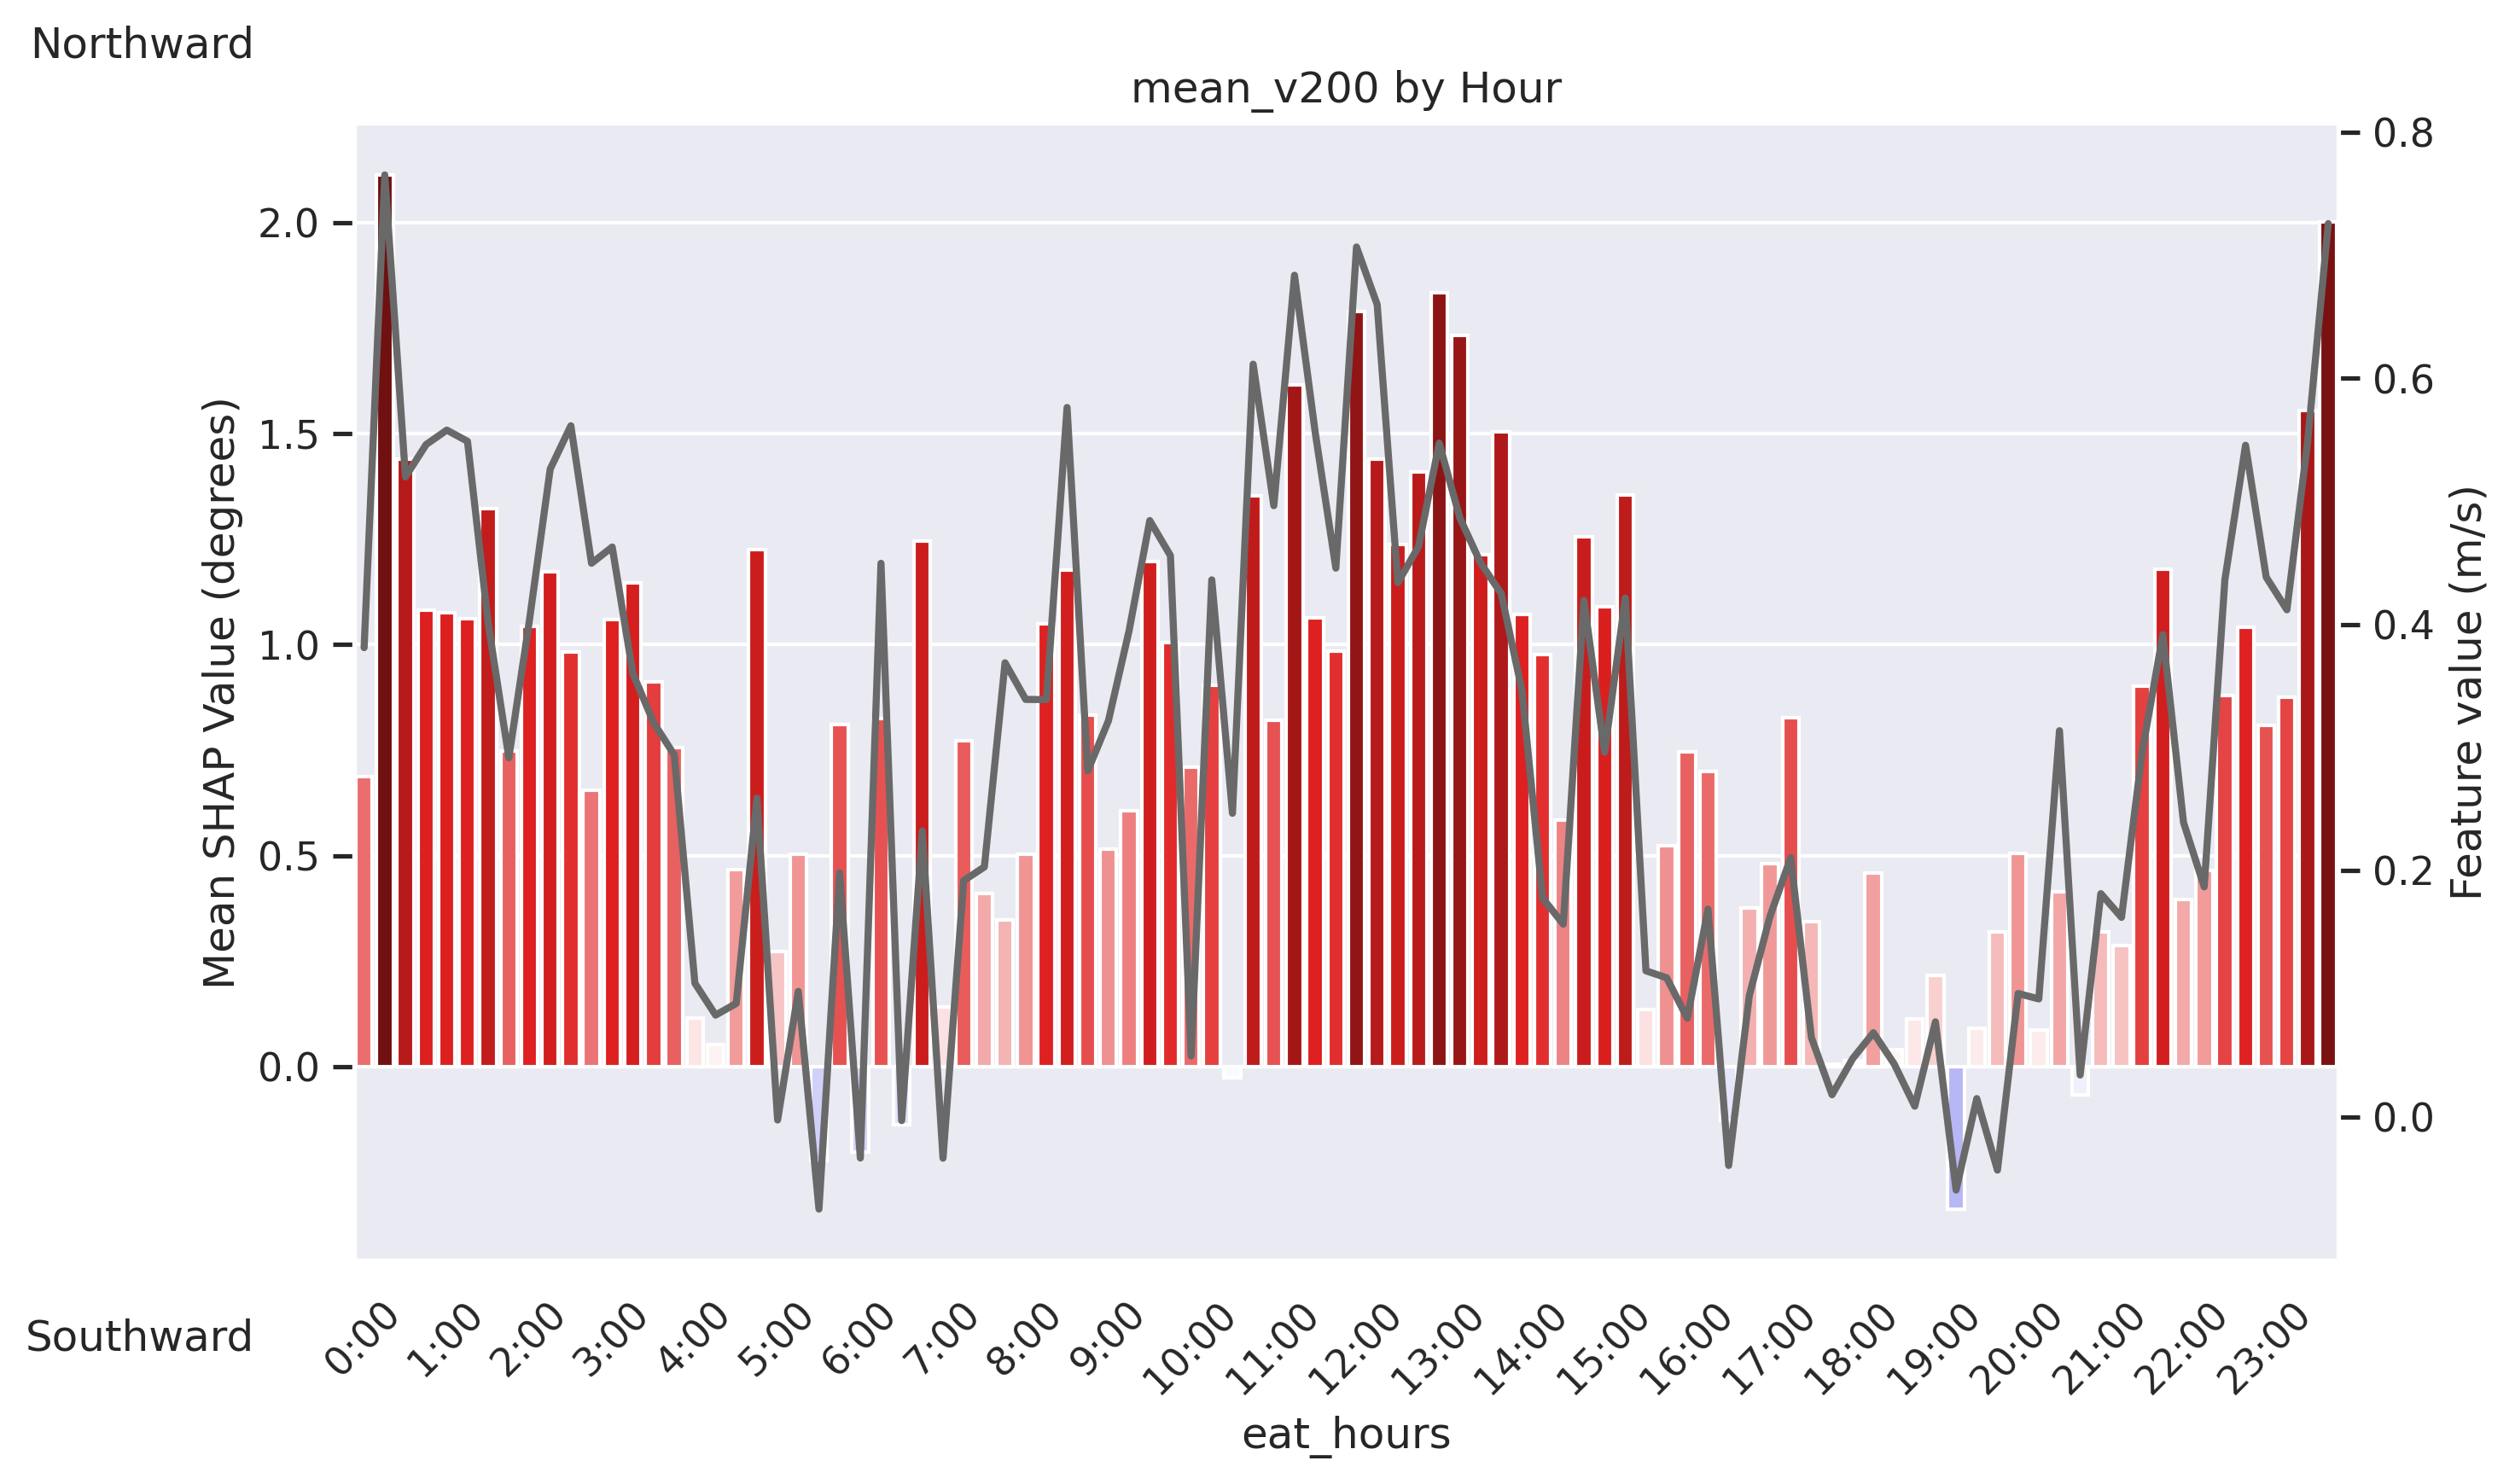 Northward
mean_v200 by Hour
Mean SHAP Value (degrees)
2.0
1.5
1.0
0.5
0.0
0.8
0.6
0.4
0.2
0.0
Feature value (m/s)
Southward
0:00 1:00 2:00 3:00 4:00 5:00 6:00 7:00 8:00 9:00 10:00 11:00 12:00 13:00 14:00 15:00 16:00 17:00 18:00 19:00 20:00 21:00 22:00 23:00
eat_hours